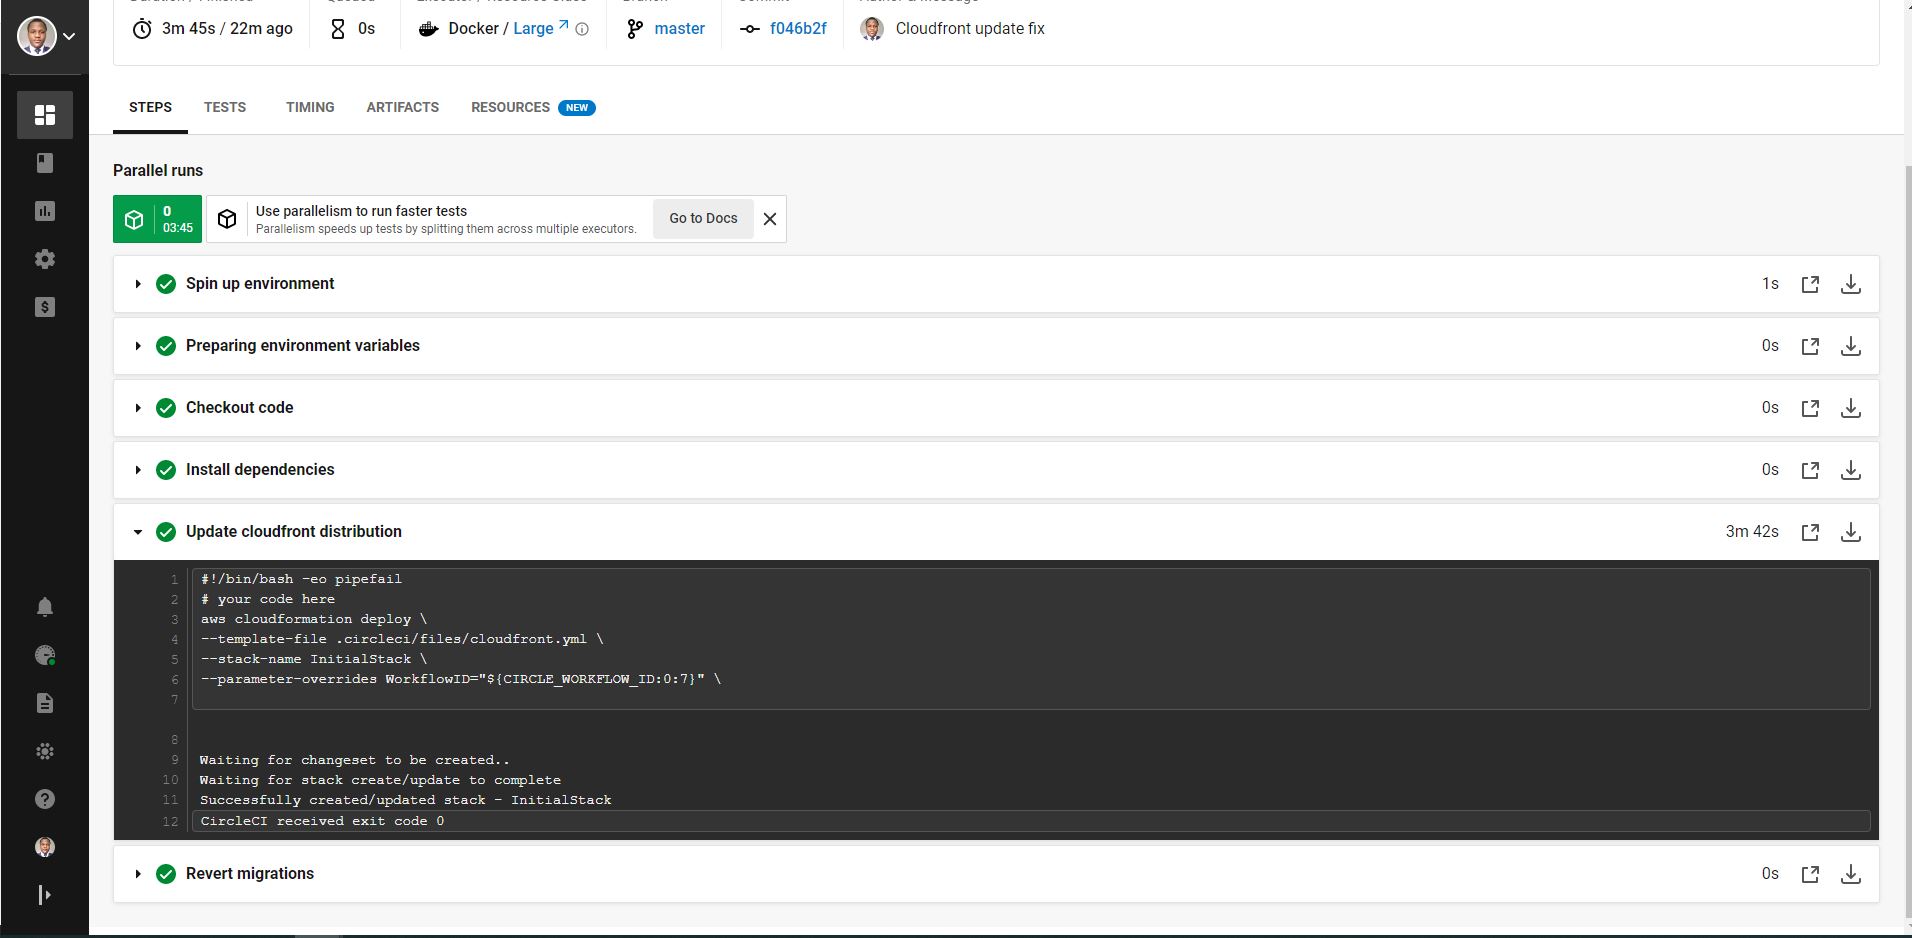 3m 45s / 22m ago
0s
Docker / Large
master
f046b2f
Cloudfront update fix
STEPS
TESTS
TIMING
ARTIFACTS
RESOURCES NEW
Parallel runs
0
03:45
Use parallelism to run faster tests
Parallelism speeds up tests by splitting them across multiple executors.
Go to Docs
Spin up environment
1s
Preparing environment variables
0s
Checkout code
0s
Install dependencies
0s
Update cloudfront distribution
3m 42s
1 #!/bin/bash -eo pipefail
2 # your code here
3 aws cloudformation deploy \
4 --template-file .circleci/files/cloudfront.yml \
5 --stack-name InitialStack \
6 --parameter-overrides WorkflowID="${CIRCLE_WORKFLOW_ID:0:7}" \
7
8
9 Waiting for changeset to be created..
10 Waiting for stack create/update to complete
11 Successfully created/updated stack - InitialStack
12 CircleCI received exit code 0
Revert migrations
0s